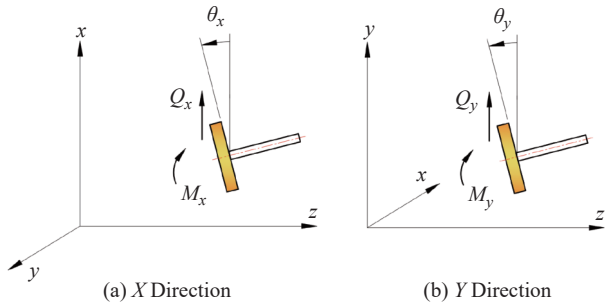 x
θx
Qx
Mx
z
y
(a) X Direction
y
θy
Qy
x
My
z
(b) Y Direction